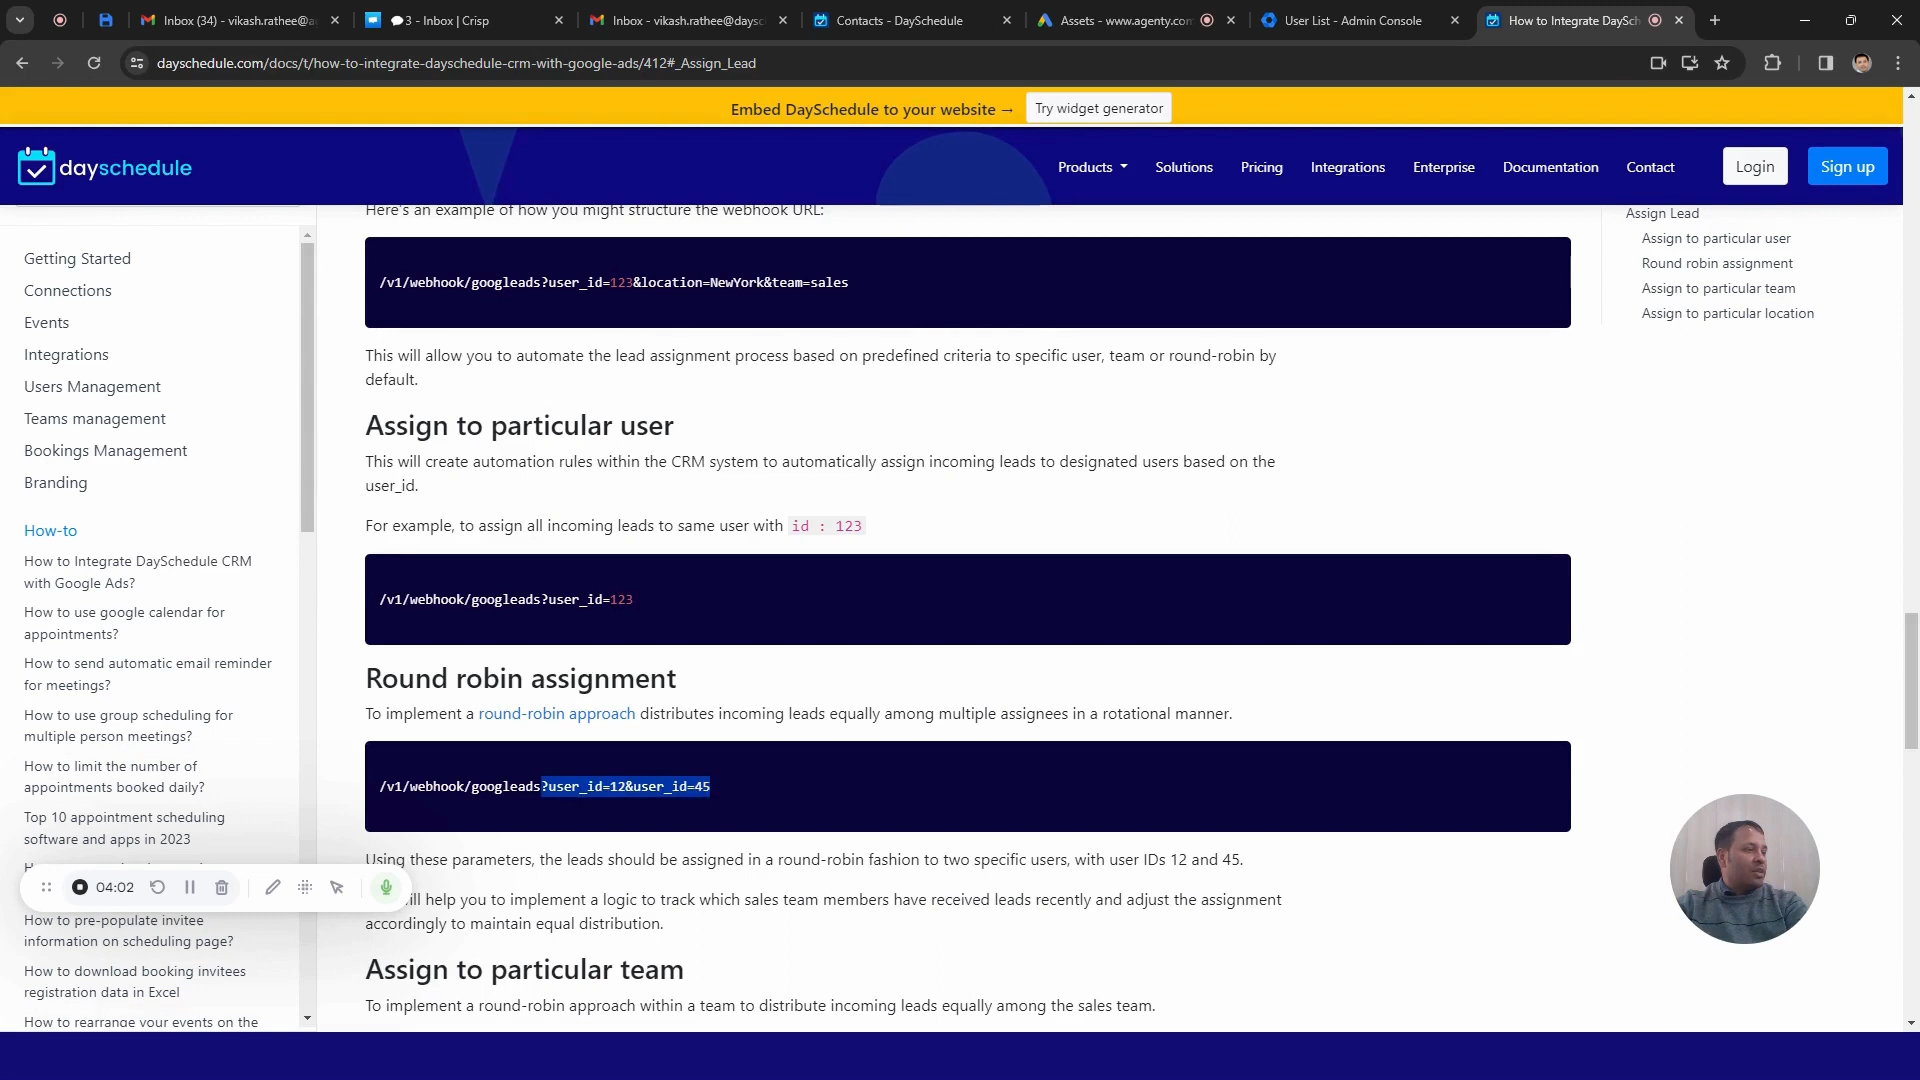 Inbox (34) - vikash.rathee@a
3 - Inbox | Crisp
Inbox - vikash.rathee@daysc
Contacts - DaySchedule
Assets - www.agenty.com
User List - Admin Console
How to Integrate DaySch
dayschedule.com/docs/t/how-to-integrate-dayschedule-crm-with-google-ads/412#_Assign_Lead
Embed DaySchedule to your website →
Try widget generator
dayschedule
Products
Solutions
Pricing
Integrations
Enterprise
Documentation
Contact
Login
Sign up
Getting Started
Connections
Events
Integrations
Users Management
Teams management
Bookings Management
Branding
How-to
How to Integrate DaySchedule CRM
with Google Ads?
How to use google calendar for
appointments?
How to send automatic email reminder
for meetings?
How to use group scheduling for
multiple person meetings?
How to limit the number of
appointments booked daily?
Top 10 appointment scheduling
software and apps in 2023
04:02
How to pre-populate invitee
information on scheduling page?
How to download booking invitees
registration data in Excel
How to rearrange your events on the
Here's an example of how you might structure the webhook URL:
/v1/webhook/googleads?user_id=123&location=NewYork&team=sales
This will allow you to automate the lead assignment process based on predefined criteria to specific user, team or round-robin by
default.
Assign to particular user
This will create automation rules within the CRM system to automatically assign incoming leads to designated users based on the
user_id.
For example, to assign all incoming leads to same user with id : 123
/v1/webhook/googleads?user_id=123
Round robin assignment
To implement a round-robin approach distributes incoming leads equally among multiple assignees in a rotational manner.
/v1/webhook/googleads?user_id=12&user_id=45
Using these parameters, the leads should be assigned in a round-robin fashion to two specific users, with user IDs 12 and 45.
will help you to implement a logic to track which sales team members have received leads recently and adjust the assignment
accordingly to maintain equal distribution.
Assign to particular team
To implement a round-robin approach within a team to distribute incoming leads equally among the sales team.
Assign Lead
Assign to particular user
Round robin assignment
Assign to particular team
Assign to particular location